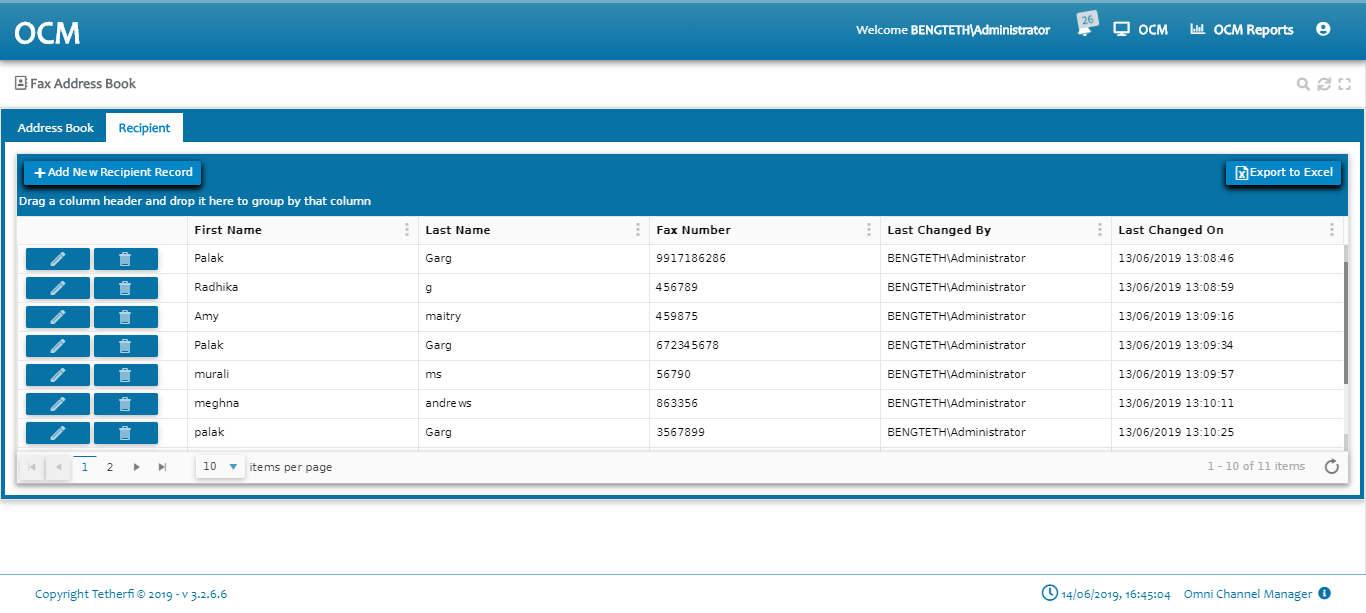 OCM
Welcome BENGTETH\Administrator
26
OCM
OCM Reports
Fax Address Book
Address Book
Recipient
+ Add New Recipient Record
Export to Excel
Drag a column header and drop it here to group by that column
First Name Last Name Fax Number Last Changed By Last Changed On
Palak Garg 9917186286 BENGTETH\Administrator 13/06/2019 13:08:46
Radhika g 456789 BENGTETH\Administrator 13/06/2019 13:08:59
Amy maitry 459875 BENGTETH\Administrator 13/06/2019 13:09:16
Palak Garg 672345678 BENGTETH\Administrator 13/06/2019 13:09:34
murali ms 56790 BENGTETH\Administrator 13/06/2019 13:09:57
meghna andrews 863356 BENGTETH\Administrator 13/06/2019 13:10:11
palak Garg 3567899 BENGTETH\Administrator 13/06/2019 13:10:25
1 2 10 items per page 1 - 10 of 11 items
Copyright Tetherfi © 2019 - v 3.2.6.6
14/06/2019, 16:45:04 Omni Channel Manager